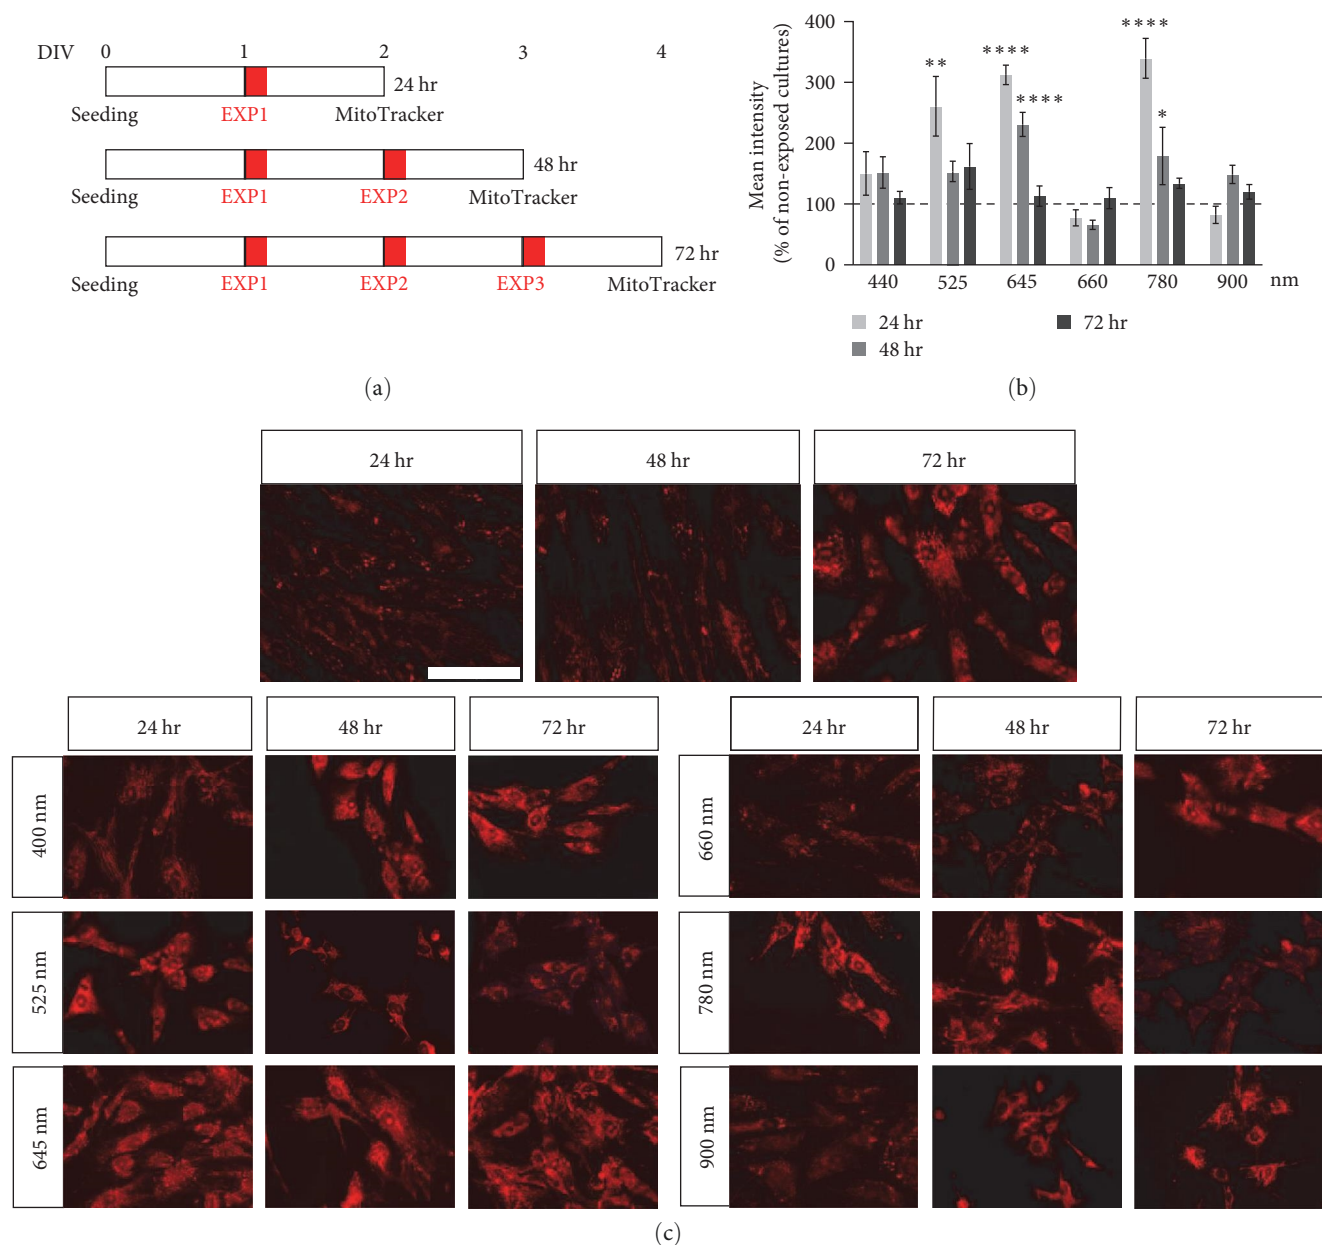 DIV 0 1 2 3 4
24 hr
Seeding EXP1 MitoTracker
48 hr
Seeding EXP1 EXP2 MitoTracker
72 hr
Seeding EXP1 EXP2 EXP3 MitoTracker
(a)
Mean intensity
(% of non-exposed cultures)
400
300
200
100
0
**
****
****
****
*
440 525 645 660 780 900 nm
24 hr
48 hr
72 hr
(b)
24 hr 48 hr 72 hr
24 hr 48 hr 72 hr
400 nm
525 nm
645 nm
24 hr 48 hr 72 hr
660 nm
780 nm
900 nm
(c)